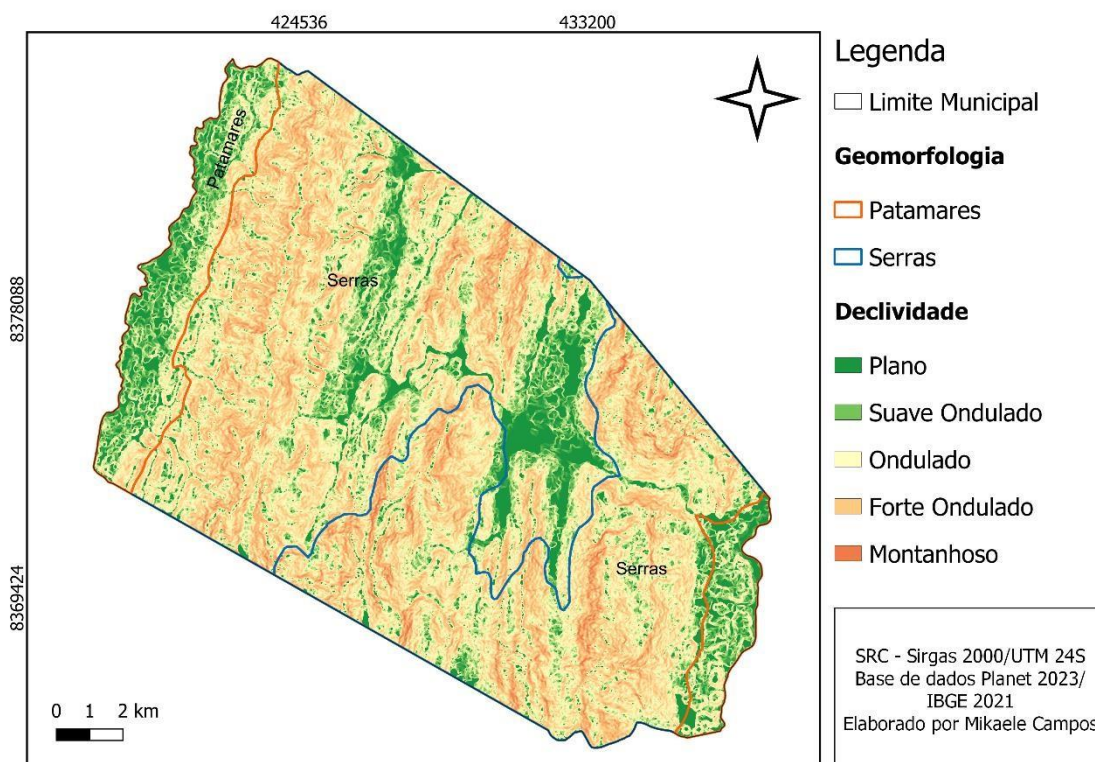 424536
433200
8378088
8369424
Patamares
Serras
Serras
0 1 2 km
Legenda
Limite Municipal
Geomorfologia
Patamares
Serras
Declividade
Plano
Suave Ondulado
Ondulado
Forte Ondulado
Montanhoso
SRC - Sirgas 2000/UTM 24S
Base de dados Planet 2023/
IBGE 2021
Elaborado por Mikaele Campos